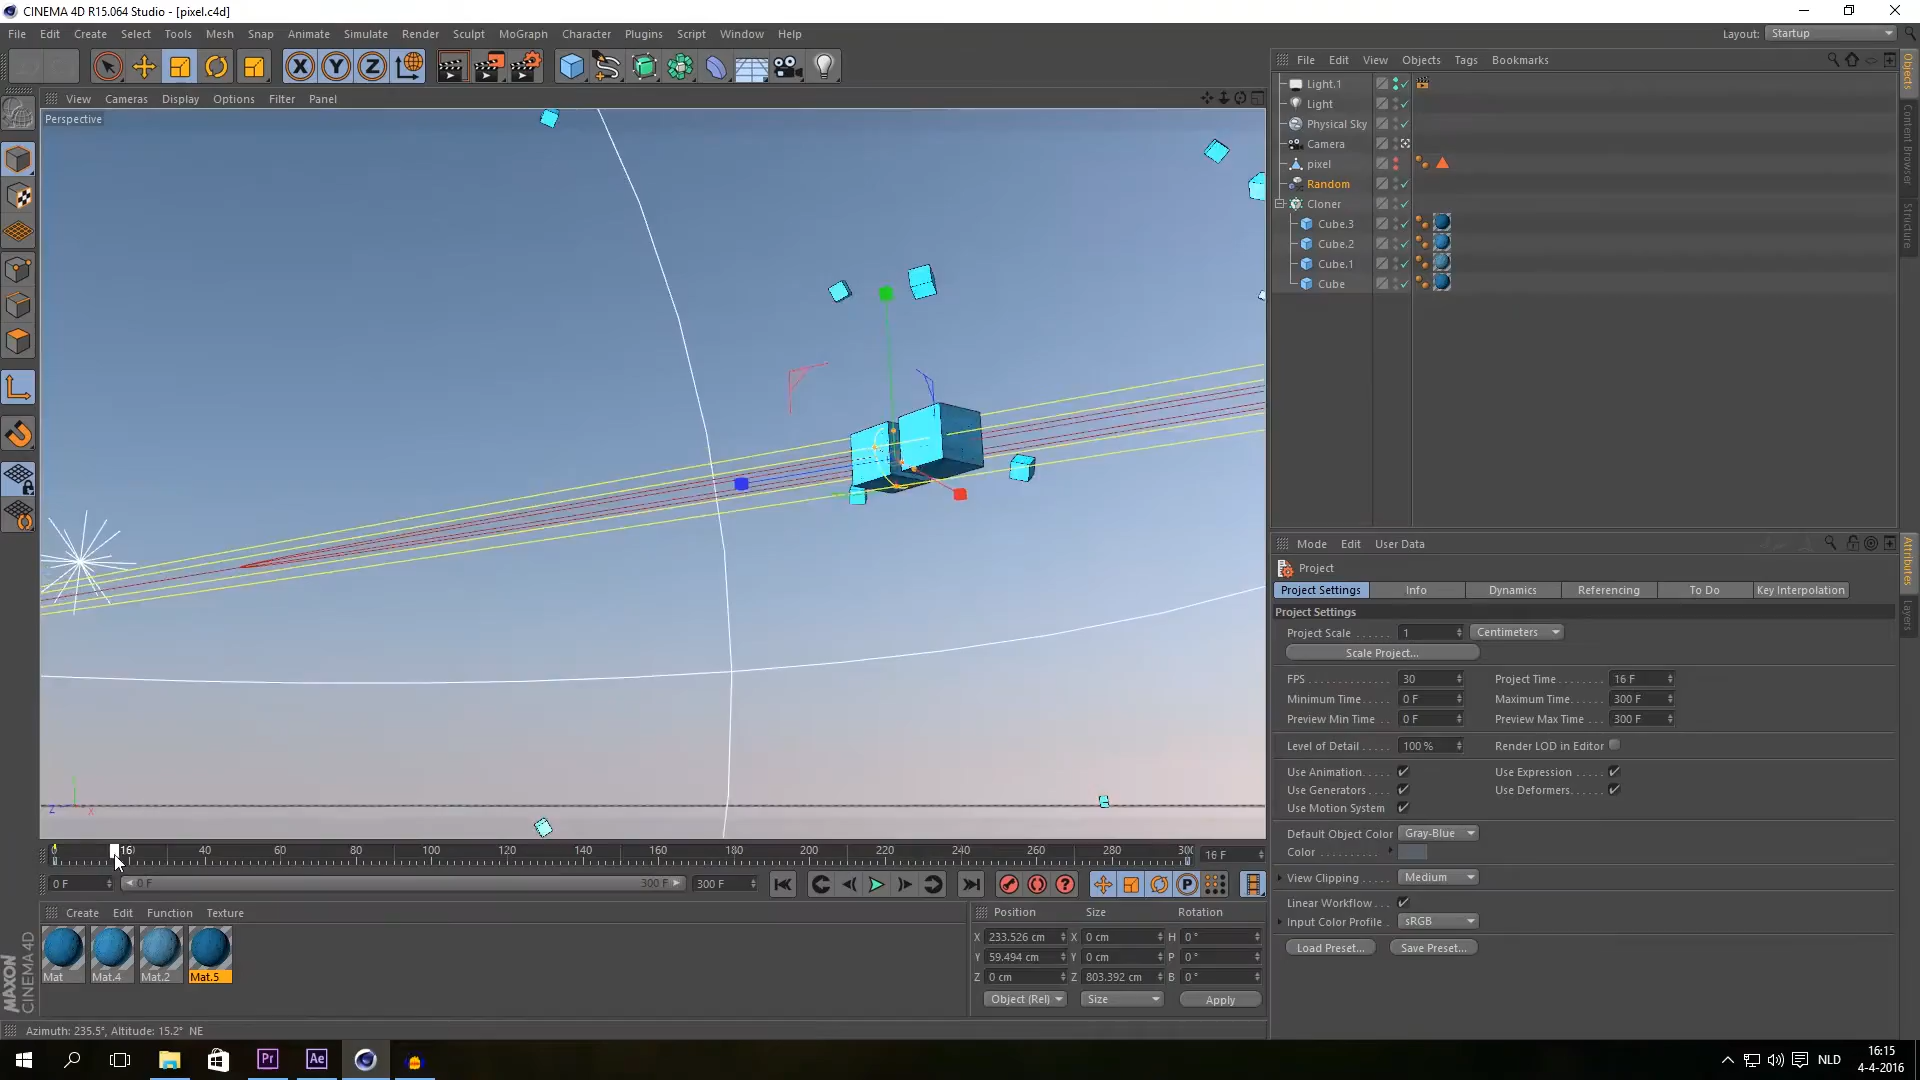 CINEMA 4D R15.064 Studio - [pixel.c4d]
File Edit Create Select Tools Mesh Snap Animate Simulate Render Sculpt MoGraph Character Plugins Script Window Help
Layout: Startup
View Cameras Display Options Filter Panel
Perspective
File Edit View Objects Tags Bookmarks
Light.1
Light
Physical Sky
Camera
pixel
Random
Cloner
Cube.3
Cube.2
Cube.1
Cube
Objects
Content Browser
Structure
Mode Edit User Data
Project
Project Settings Info Dynamics Referencing To Do Key Interpolation
Project Settings
Project Scale ...... 1 Centimeters
Scale Project...
FPS 30 Project Time 16 F
Minimum Time 0 F Maximum Time 300 F
Preview Min Time 0 F Preview Max Time 300 F
Level of Detail 100 % Render LOD in Editor
Use Animation Use Expression
Use Generators Use Deformers
Use Motion System
Default Object Color Gray-Blue
Color
View Clipping Medium
Linear Workflow
Input Color Profile sRGB
Load Preset... Save Preset...
Attributes
Layers
Z X
0 16 40 60 80 100 120 140 160 180 200 220 240 260 280 300 16 F
0 F 0 F 300 F 300 F
Create Edit Function Texture
Mat Mat.4 Mat.2 Mat.5
Position Size Rotation
X 233.526 cm X 0 cm H 0 °
Y 59.494 cm Y 0 cm P 0 °
Z 0 cm Z 803.392 cm B 0 °
Object (Rel) Size Apply
MAXON
CINEMA 4D
Azimuth: 235.5°, Altitude: 15.2° NE
Pr Ae
NLD
16:15
4-4-2016